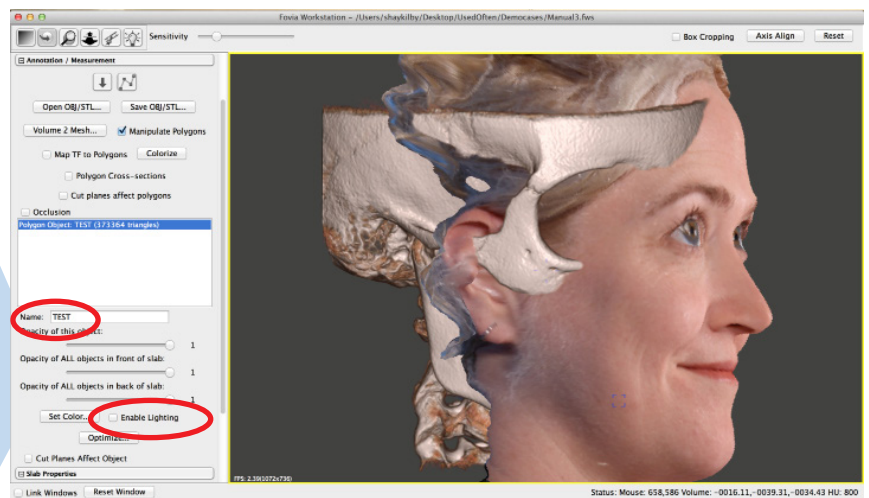 Fovia Workstation – /Users/shaykilby/Desktop/UsedOften/Democases/Manual3.fws
Sensitivity
Box Cropping Axis Align Reset
Annotation / Measurement
Open OBJ/STL... Save OBJ/STL...
Volume 2 Mesh... Manipulate Polygons
Map TF to Polygons Colorize
Polygon Cross-sections
Cut planes affect polygons
Occlusion
Polygon Object: TEST (373364 triangles)
Name: TEST
Opacity of this object:
1
Opacity of ALL objects in front of slab:
1
Opacity of ALL objects in back of slab:
1
Set Color... Enable Lighting
Optimize...
Cut Planes Affect Object
Slab Properties
FPS: 2.39(1072x736)
Link Windows Reset Window
Status: Mouse: 658,586 Volume: -0016.11,-0039.31,-0034.43 HU: 800